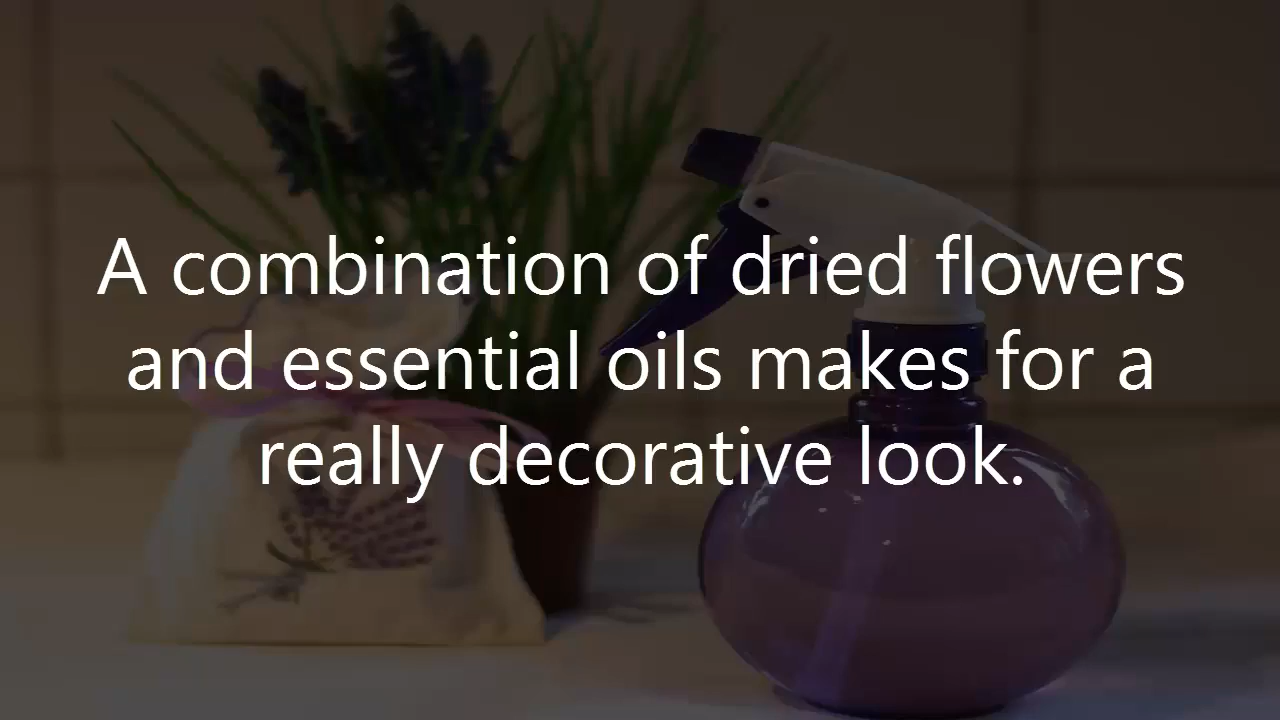 A combination of dried flowers
and essential oils makes for a
really decorative look.